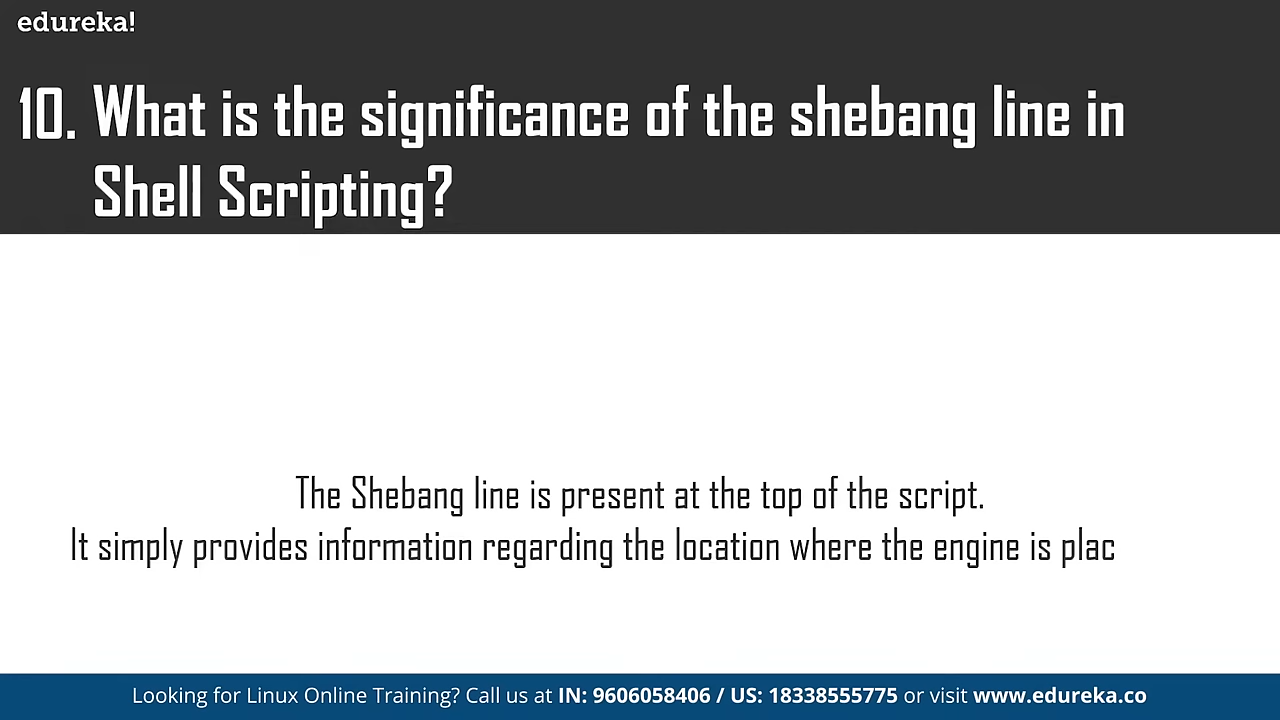 edureka!
10. What is the significance of the shebang line in
Shell Scripting?
The Shebang line is present at the top of the script.
It simply provides information regarding the location where the engine is plac
Looking for Linux Online Training? Call us at IN: 9606058406 / US: 18338555775 or visit www.edureka.co